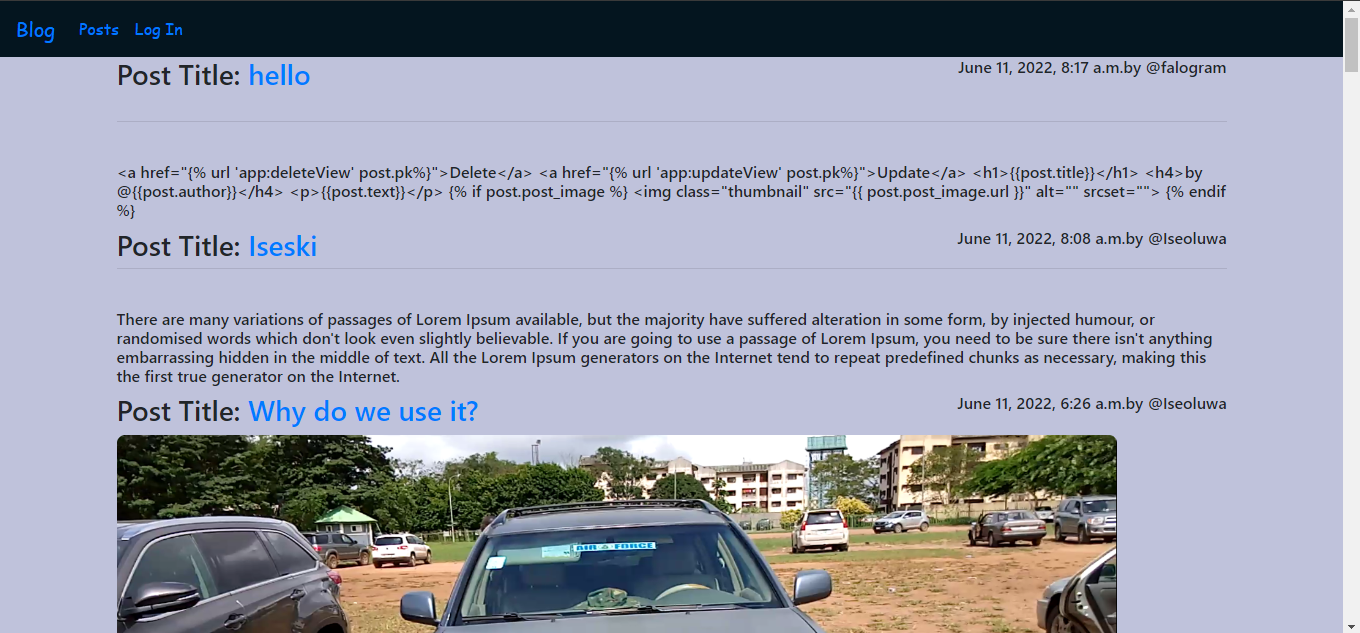 Blog Posts Log In
Post Title: hello
June 11, 2022, 8:17 a.m.by @falogram
<a href="{% url 'app:deleteView' post.pk%}">Delete</a> <a href="{% url 'app:updateView' post.pk%}">Update</a> <h1>{{post.title}}</h1> <h4>by
@{{post.author}}</h4> <p>{{post.text}}</p> {% if post.post_image %} <img class="thumbnail" src="{{ post.post_image.url }}" alt="" srcset=""> {% endif
%}
Post Title: Iseski
June 11, 2022, 8:08 a.m.by @Iseoluwa
There are many variations of passages of Lorem Ipsum available, but the majority have suffered alteration in some form, by injected humour, or
randomised words which don't look even slightly believable. If you are going to use a passage of Lorem Ipsum, you need to be sure there isn't anything
embarrassing hidden in the middle of text. All the Lorem Ipsum generators on the Internet tend to repeat predefined chunks as necessary, making this
the first true generator on the Internet.
Post Title: Why do we use it?
June 11, 2022, 6:26 a.m.by @Iseoluwa
AIR FORCE